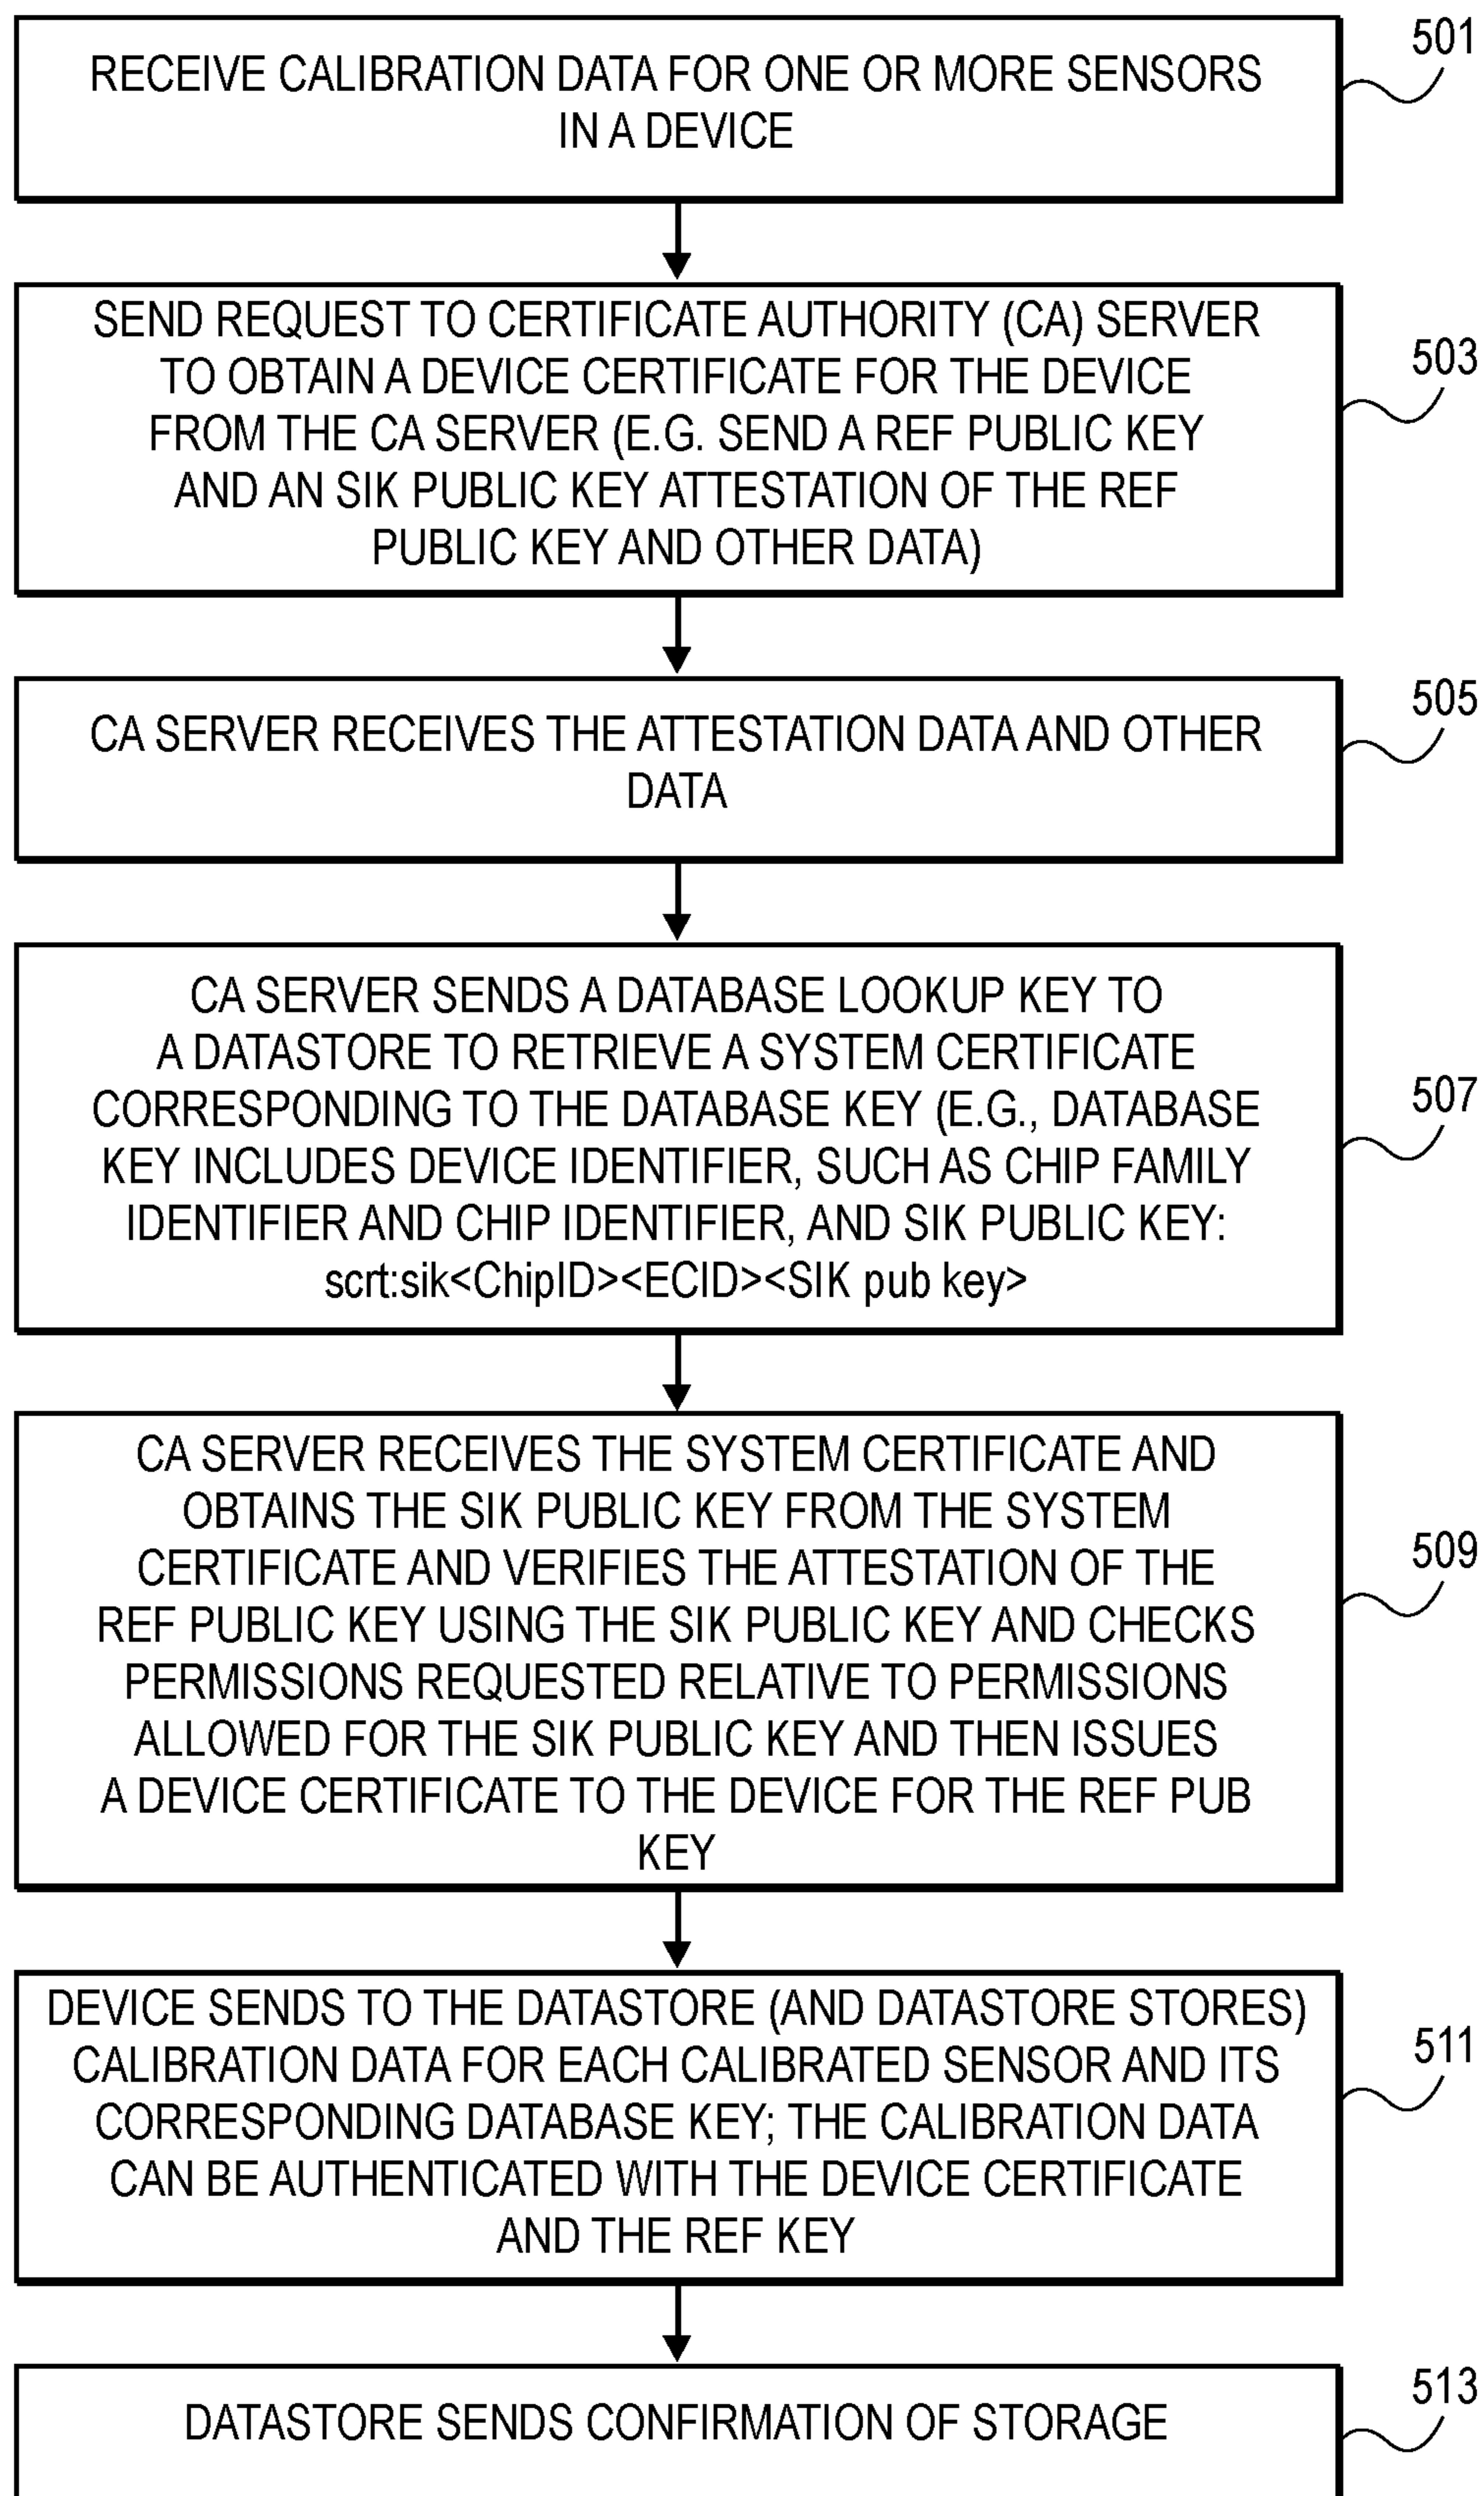 RECEIVE CALIBRATION DATA FOR ONE OR MORE SENSORS
IN A DEVICE
501
SEND REQUEST TO CERTIFICATE AUTHORITY (CA) SERVER
TO OBTAIN A DEVICE CERTIFICATE FOR THE DEVICE
FROM THE CA SERVER (E.G. SEND A REF PUBLIC KEY
AND AN SIK PUBLIC KEY ATTESTATION OF THE REF
PUBLIC KEY AND OTHER DATA)
503
CA SERVER RECEIVES THE ATTESTATION DATA AND OTHER
DATA
505
CA SERVER SENDS A DATABASE LOOKUP KEY TO
A DATASTORE TO RETRIEVE A SYSTEM CERTIFICATE
CORRESPONDING TO THE DATABASE KEY (E.G., DATABASE
KEY INCLUDES DEVICE IDENTIFIER, SUCH AS CHIP FAMILY
IDENTIFIER AND CHIP IDENTIFIER, AND SIK PUBLIC KEY:
scrt:sik<ChipID><ECID><SIK pub key>
507
CA SERVER RECEIVES THE SYSTEM CERTIFICATE AND
OBTAINS THE SIK PUBLIC KEY FROM THE SYSTEM
CERTIFICATE AND VERIFIES THE ATTESTATION OF THE
REF PUBLIC KEY USING THE SIK PUBLIC KEY AND CHECKS
PERMISSIONS REQUESTED RELATIVE TO PERMISSIONS
ALLOWED FOR THE SIK PUBLIC KEY AND THEN ISSUES
A DEVICE CERTIFICATE TO THE DEVICE FOR THE REF PUB
KEY
509
DEVICE SENDS TO THE DATASTORE (AND DATASTORE STORES)
CALIBRATION DATA FOR EACH CALIBRATED SENSOR AND ITS
CORRESPONDING DATABASE KEY; THE CALIBRATION DATA
CAN BE AUTHENTICATED WITH THE DEVICE CERTIFICATE
AND THE REF KEY
511
DATASTORE SENDS CONFIRMATION OF STORAGE
513